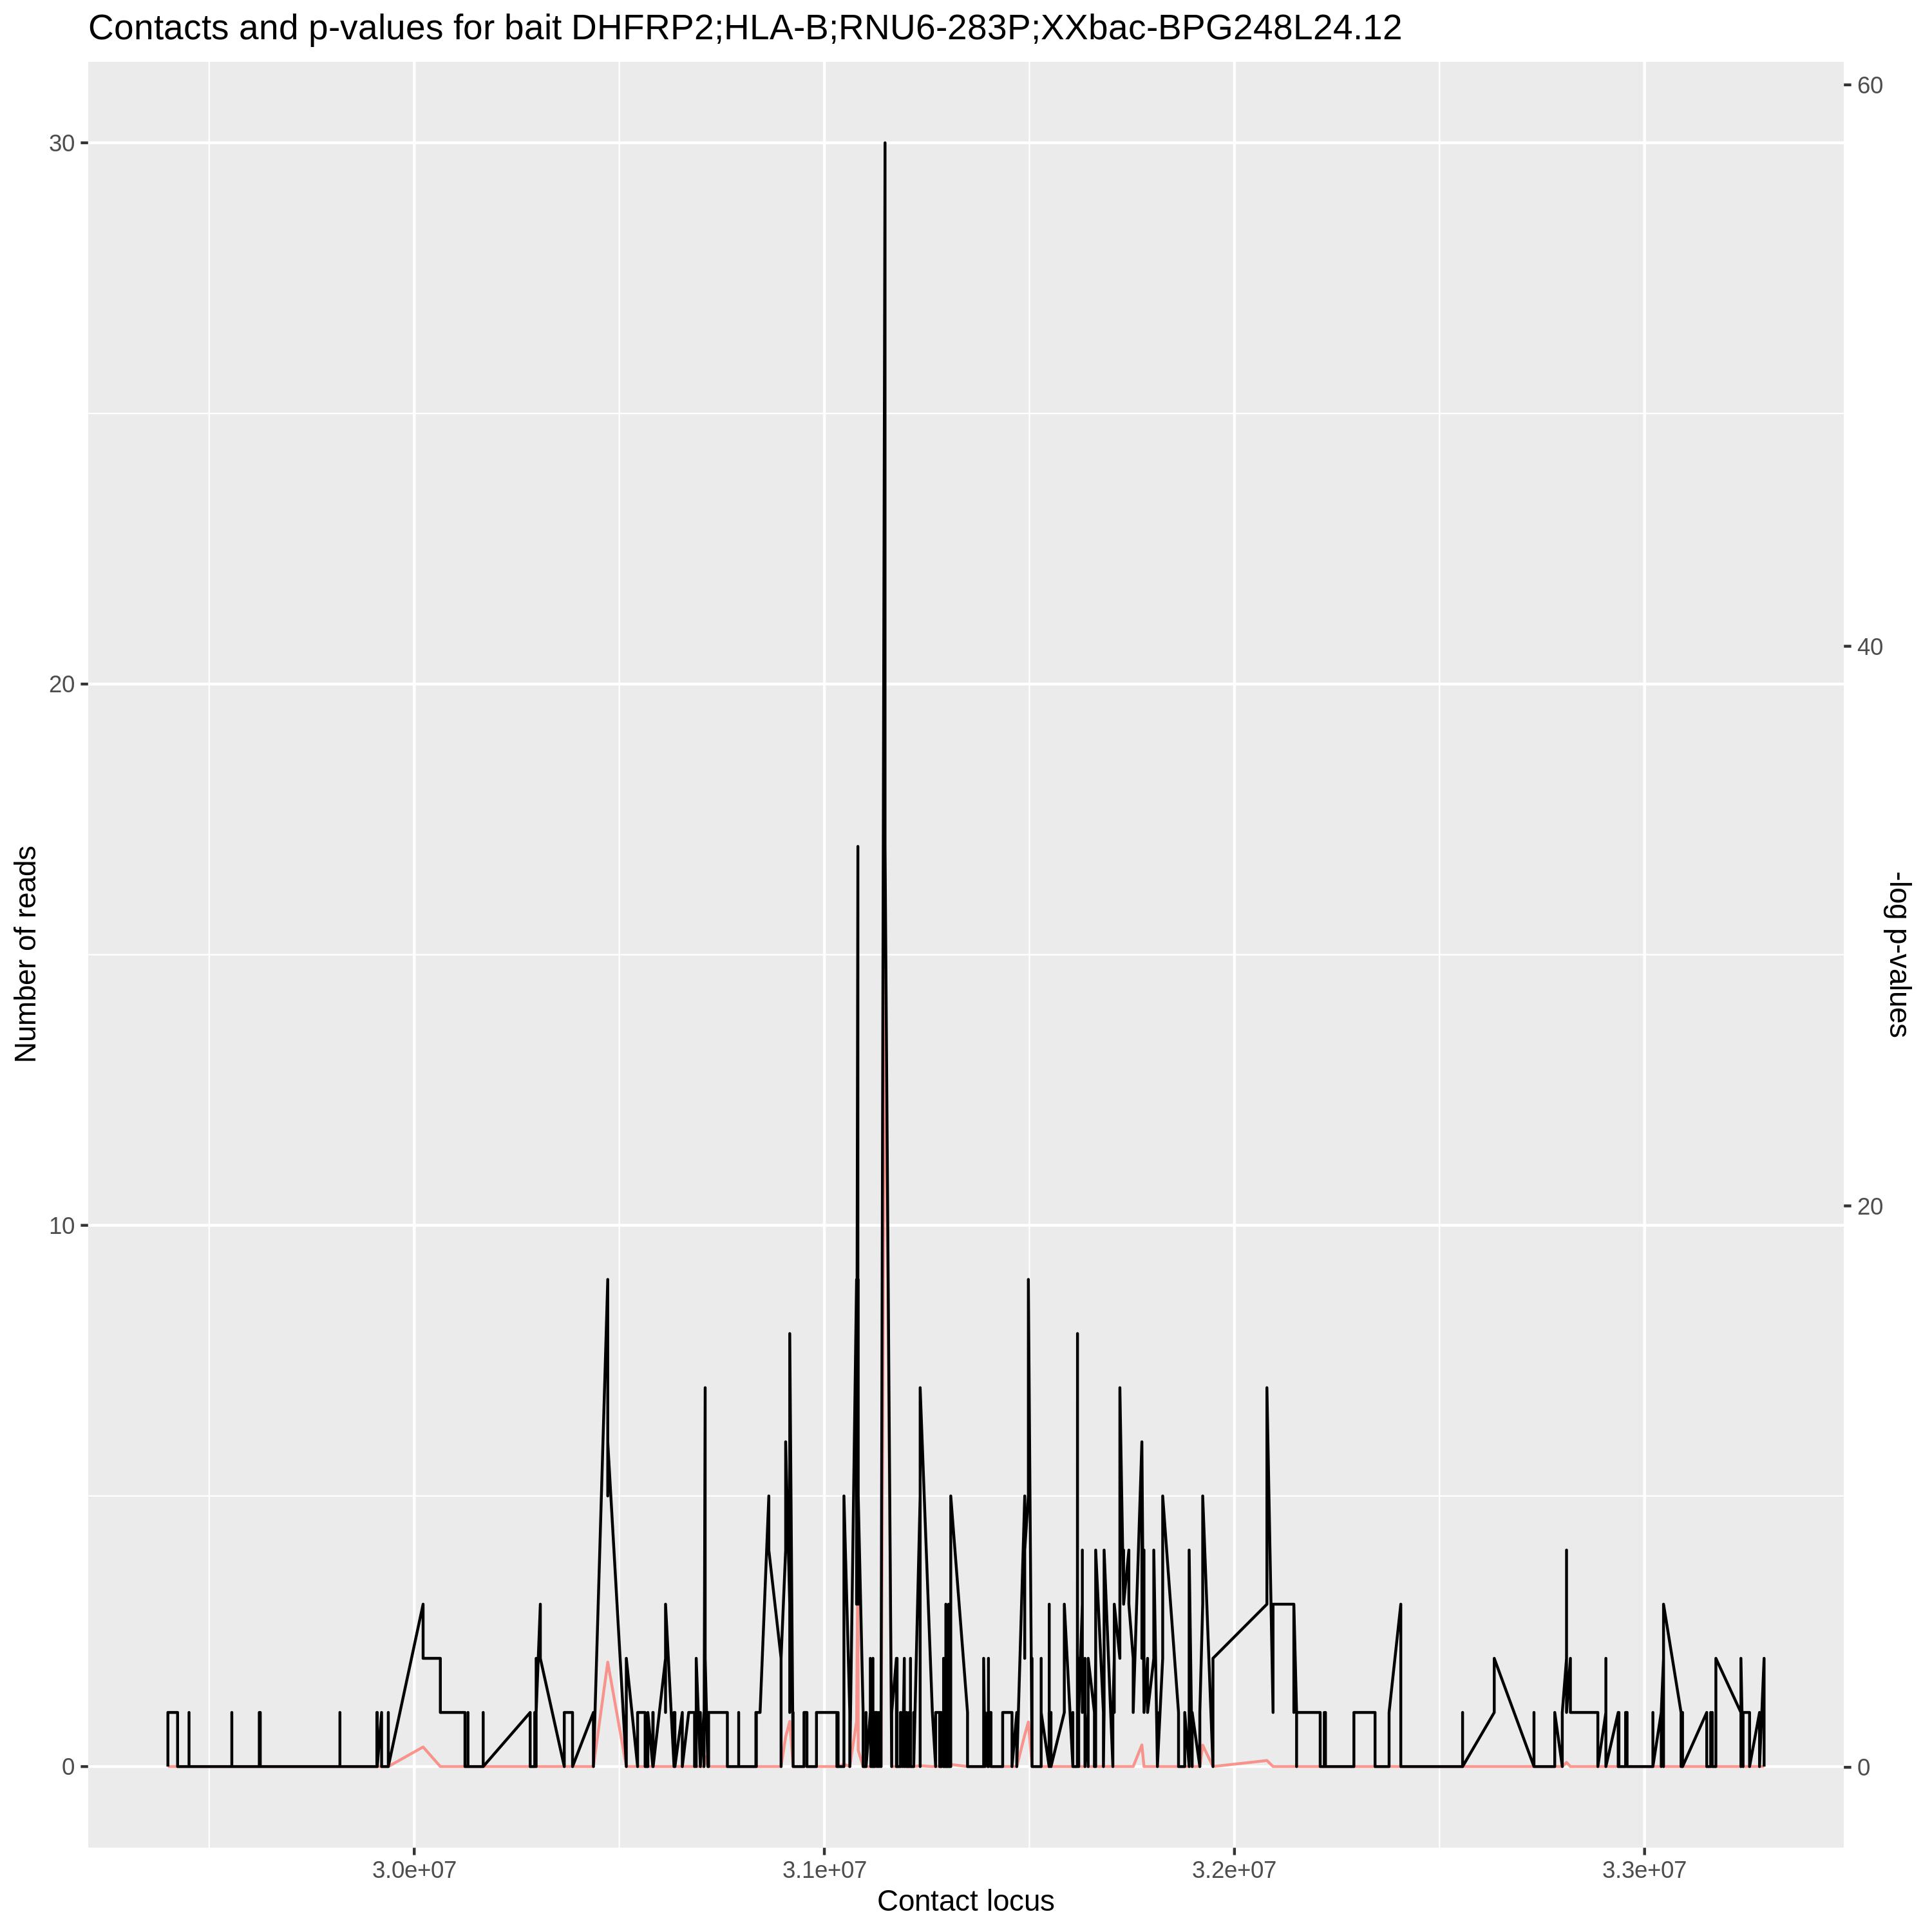 Contacts and p-values for bait DHFRP2;HLA-B;RNU6-283P;XXbac-BPG248L24.12
60
30
40
20
20
10
0
0
Number of reads
-log p-values
3.0e+07
3.1e+07
3.2e+07
3.3e+07
Contact locus